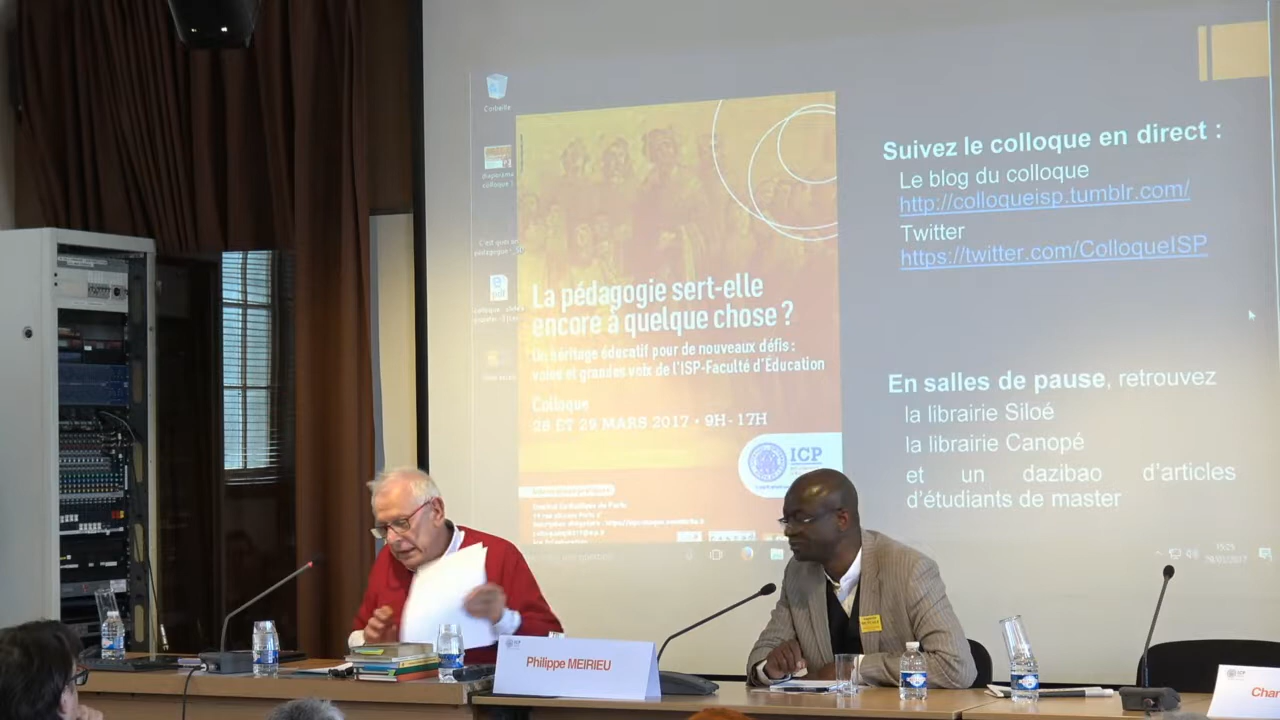 Corbeille
La pédagogie sert-elle
encore à quelque chose ?
Un héritage éducatif pour de nouveaux défis :
voies et grandes voix de l'ISP-Faculté d'Éducation
Colloque
28 ET 29 MARS 2017 • 9H - 17H
ICP
Suivez le colloque en direct :
Le blog du colloque
http://colloqueisp.tumblr.com/
Twitter
https://twitter.com/ColloqueISP
En salles de pause, retrouvez
la librairie Siloé
la librairie Canopé
et un dazibao d'articles
d'étudiants de master
Philippe MEIRIEU
Char